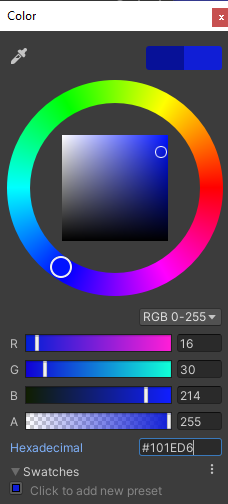 Color
x
RGB 0-255
R 16
G 30
B 214
A 255
Hexadecimal #101ED6
Swatches
Click to add new preset